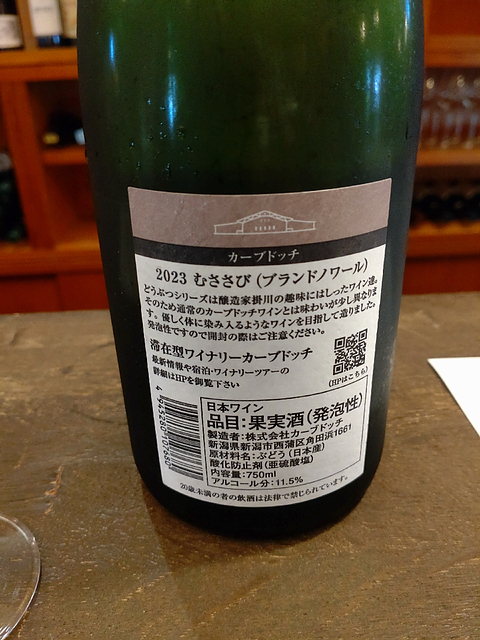 カーブドッチ
2023 むささび (ブランドノワール)
どうぶつシリーズは醸造家掛川の趣味にはしったワイン達。
そのため通常のカーブドッチワインとは味わいが少し異なりま
す。優しく体に染み入るようなワインを目指して造りました。
発泡性ですので開封の際はご注意ください。
滞在型ワイナリーカーブドッチ
最新情報や宿泊・ワイナリーツアーの
詳細はHPを御覧下さい
(HPはこちら)
日本ワイン
品目:果実酒(発泡性)
製造者:株式会社カーブドッチ
新潟県新潟市西蒲区角田浜1661
原材料名:ぶどう(日本産)
酸化防止剤(亜硫酸塩)
内容量:750ml
アルコール分:11.5%
20歳未満の者の飲酒は法律で禁じられています。